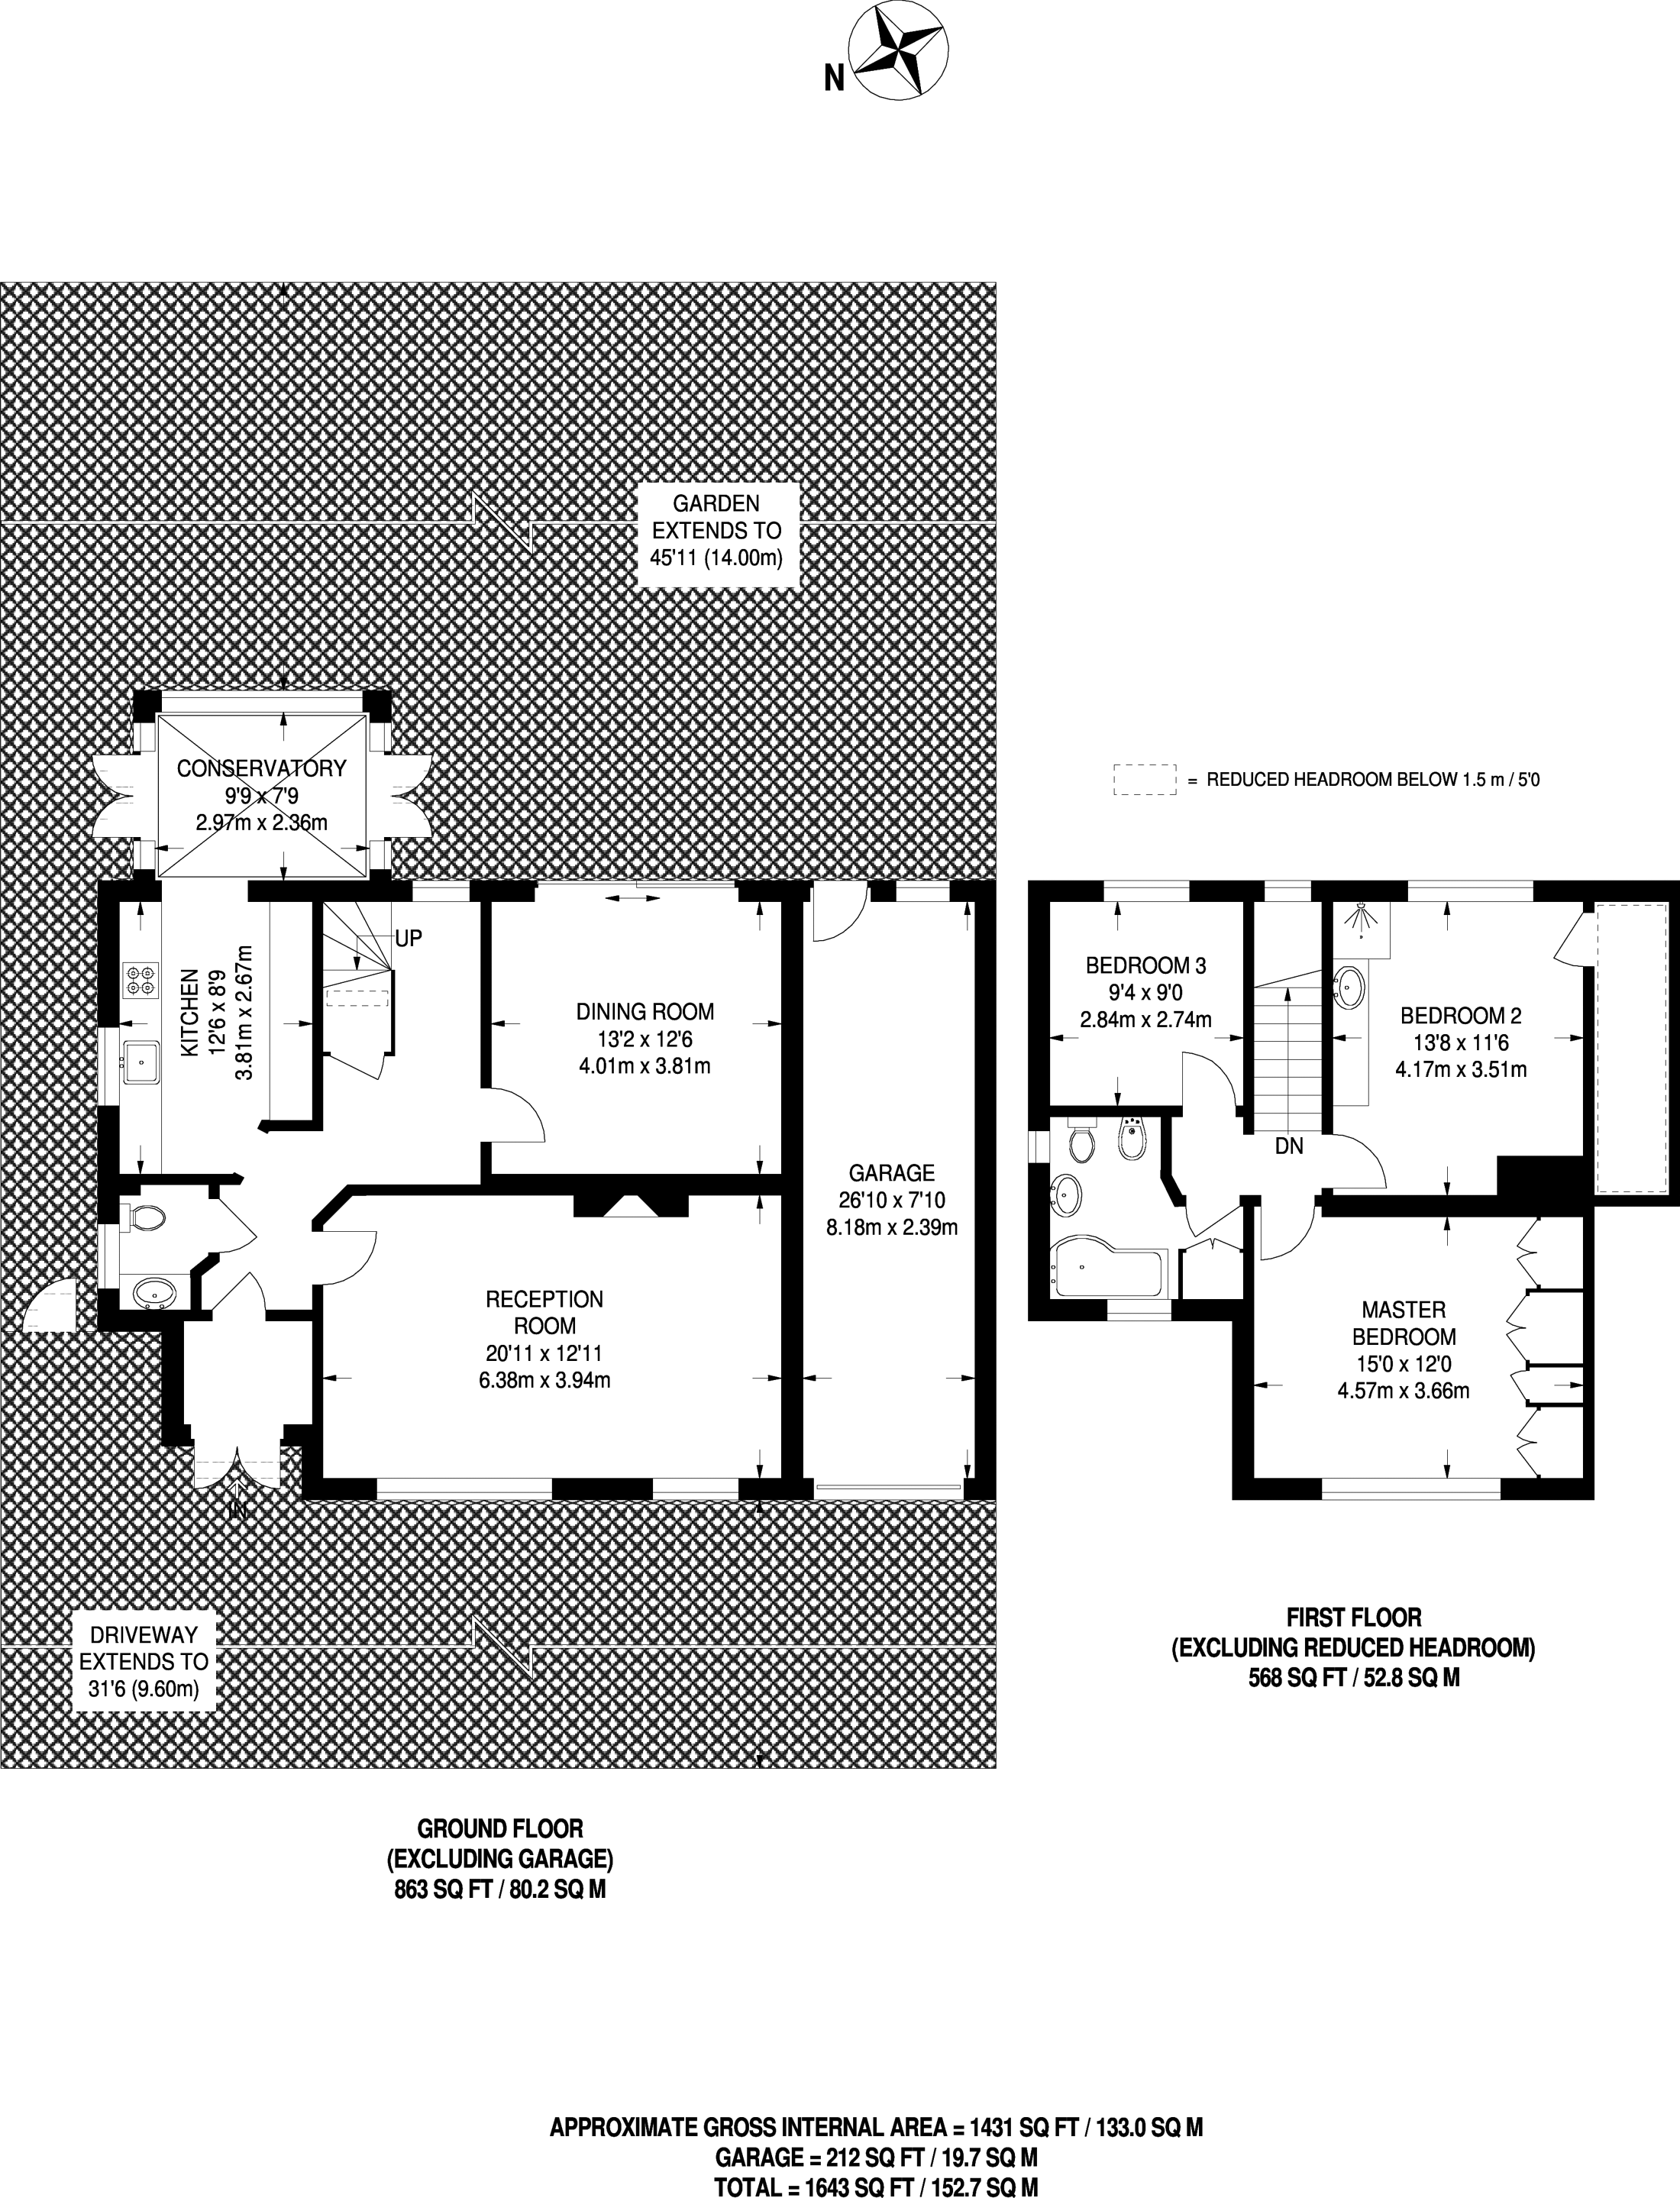 N
GARDEN
EXTENDS TO
45'11 (14.00m)
CONSERVATORY
9'9 x 7'9
2.97m x 2.36m
= REDUCED HEADROOM BELOW 1.5 m / 5'0
UP
KITCHEN
12'6 x 8'9
3.81m x 2.67m
DINING ROOM
13'2 x 12'6
4.01m x 3.81m
GARAGE
26'10 x 7'10
8.18m x 2.39m
RECEPTION
ROOM
20'11 x 12'11
6.38m x 3.94m
IN
DRIVEWAY
EXTENDS TO
31'6 (9.60m)
BEDROOM 3
9'4 x 9'0
2.84m x 2.74m
BEDROOM 2
13'8 x 11'6
4.17m x 3.51m
DN
MASTER
BEDROOM
15'0 x 12'0
4.57m x 3.66m
FIRST FLOOR
(EXCLUDING REDUCED HEADROOM)
568 SQ FT / 52.8 SQ M
GROUND FLOOR
(EXCLUDING GARAGE)
863 SQ FT / 80.2 SQ M
APPROXIMATE GROSS INTERNAL AREA = 1431 SQ FT / 133.0 SQ M
GARAGE = 212 SQ FT / 19.7 SQ M
TOTAL = 1643 SQ FT / 152.7 SQ M